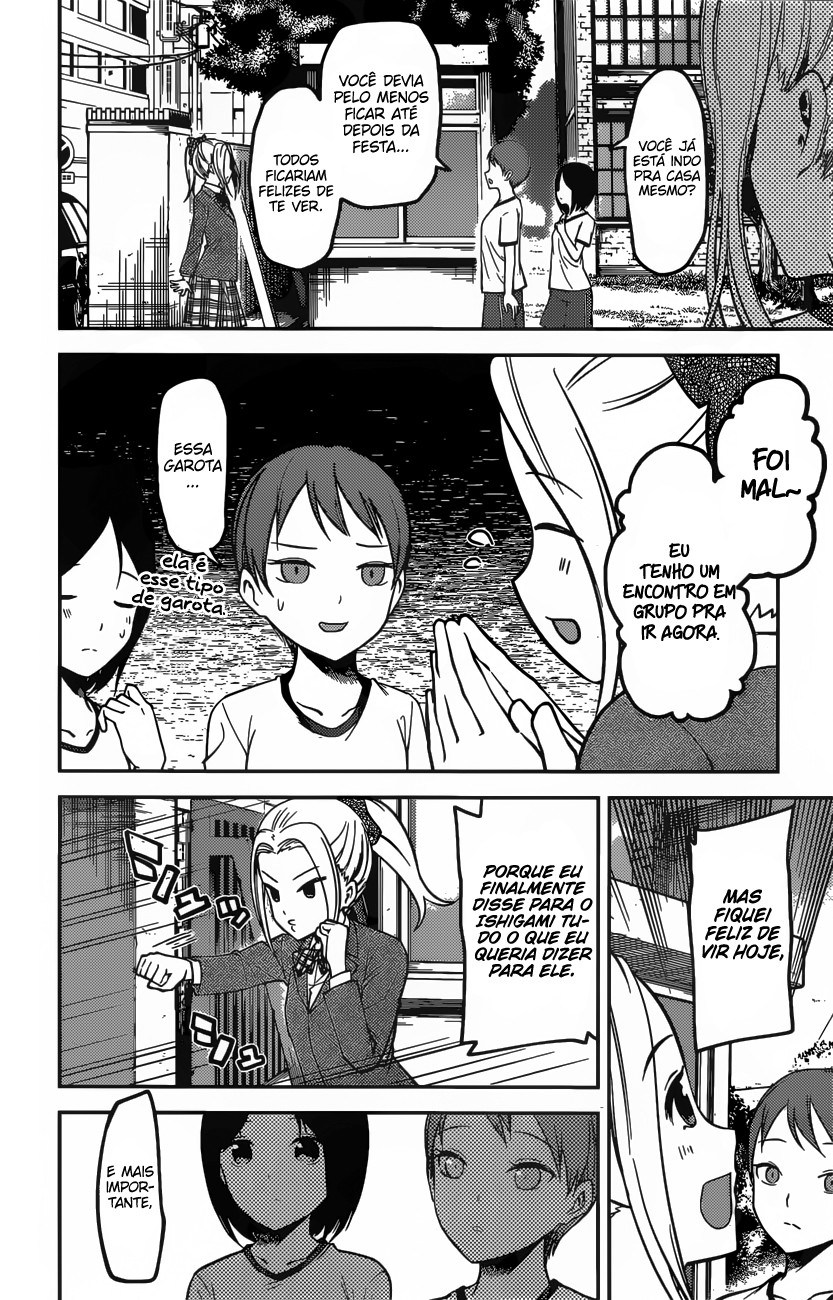 VOCÊ JÁ
ESTÁ INDO
PRA CASA
MESMO?
VOCÊ DEVIA
PELO MENOS
FICAR ATÉ
DEPOIS DA
FESTA...
TODOS
FICARIAM
FELIZES DE
TE VER.
FOI
MAL~
EU
TENHO UM
ENCONTRO EM
GRUPO PRA
IR AGORA.
ESSA
GAROTA
...
ela é
esse tipo
de garota.
MAS
FIQUEI
FELIZ DE
VIR HOJE,
PORQUE EU
FINALMENTE
DISSE PARA O
ISHIGAMI TU-
DO O QUE EU
QUERIA DIZER
PARA ELE.
E MAIS
IMPOR-
TANTE,